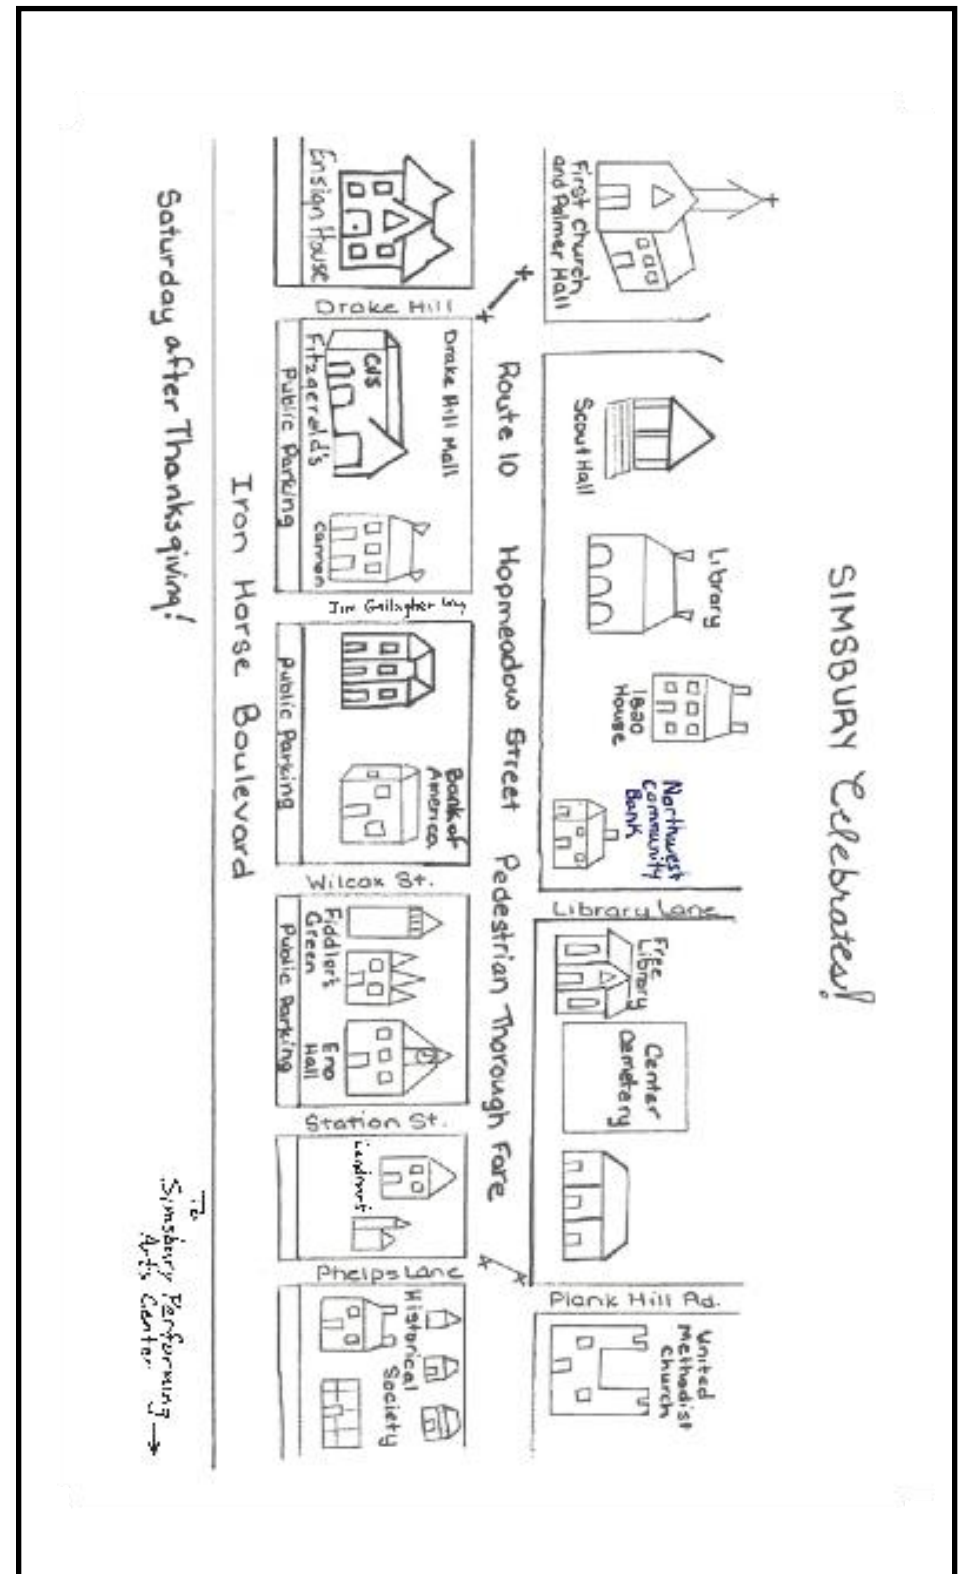 SIMSBURY Celebrates!
First Church
and Palmer Hall
Scout Hall
Library
1820
House
Northwest
Community
Bank
Library Lane
Free
Library
Center
Cemetery
Plank Hill Rd.
United
Methodist
Church
Route 10 Hopmeadow Street Pedestrian Thorough Fare
Ensign House
Drake Hill
Drake Hill Mall
CVS
Fitzgerald's
Cannon
Public Parking
Jim Gallagher Way
Bank of
America
Public Parking
Wilcox St.
Fiddler's
Green
Eno
Hall
Public Parking
Station St.
Landmark
Phelps Lane
Historical
Society
Iron Horse Boulevard
Saturday after Thanksgiving!
To
Simsbury Performing
Arts Center →